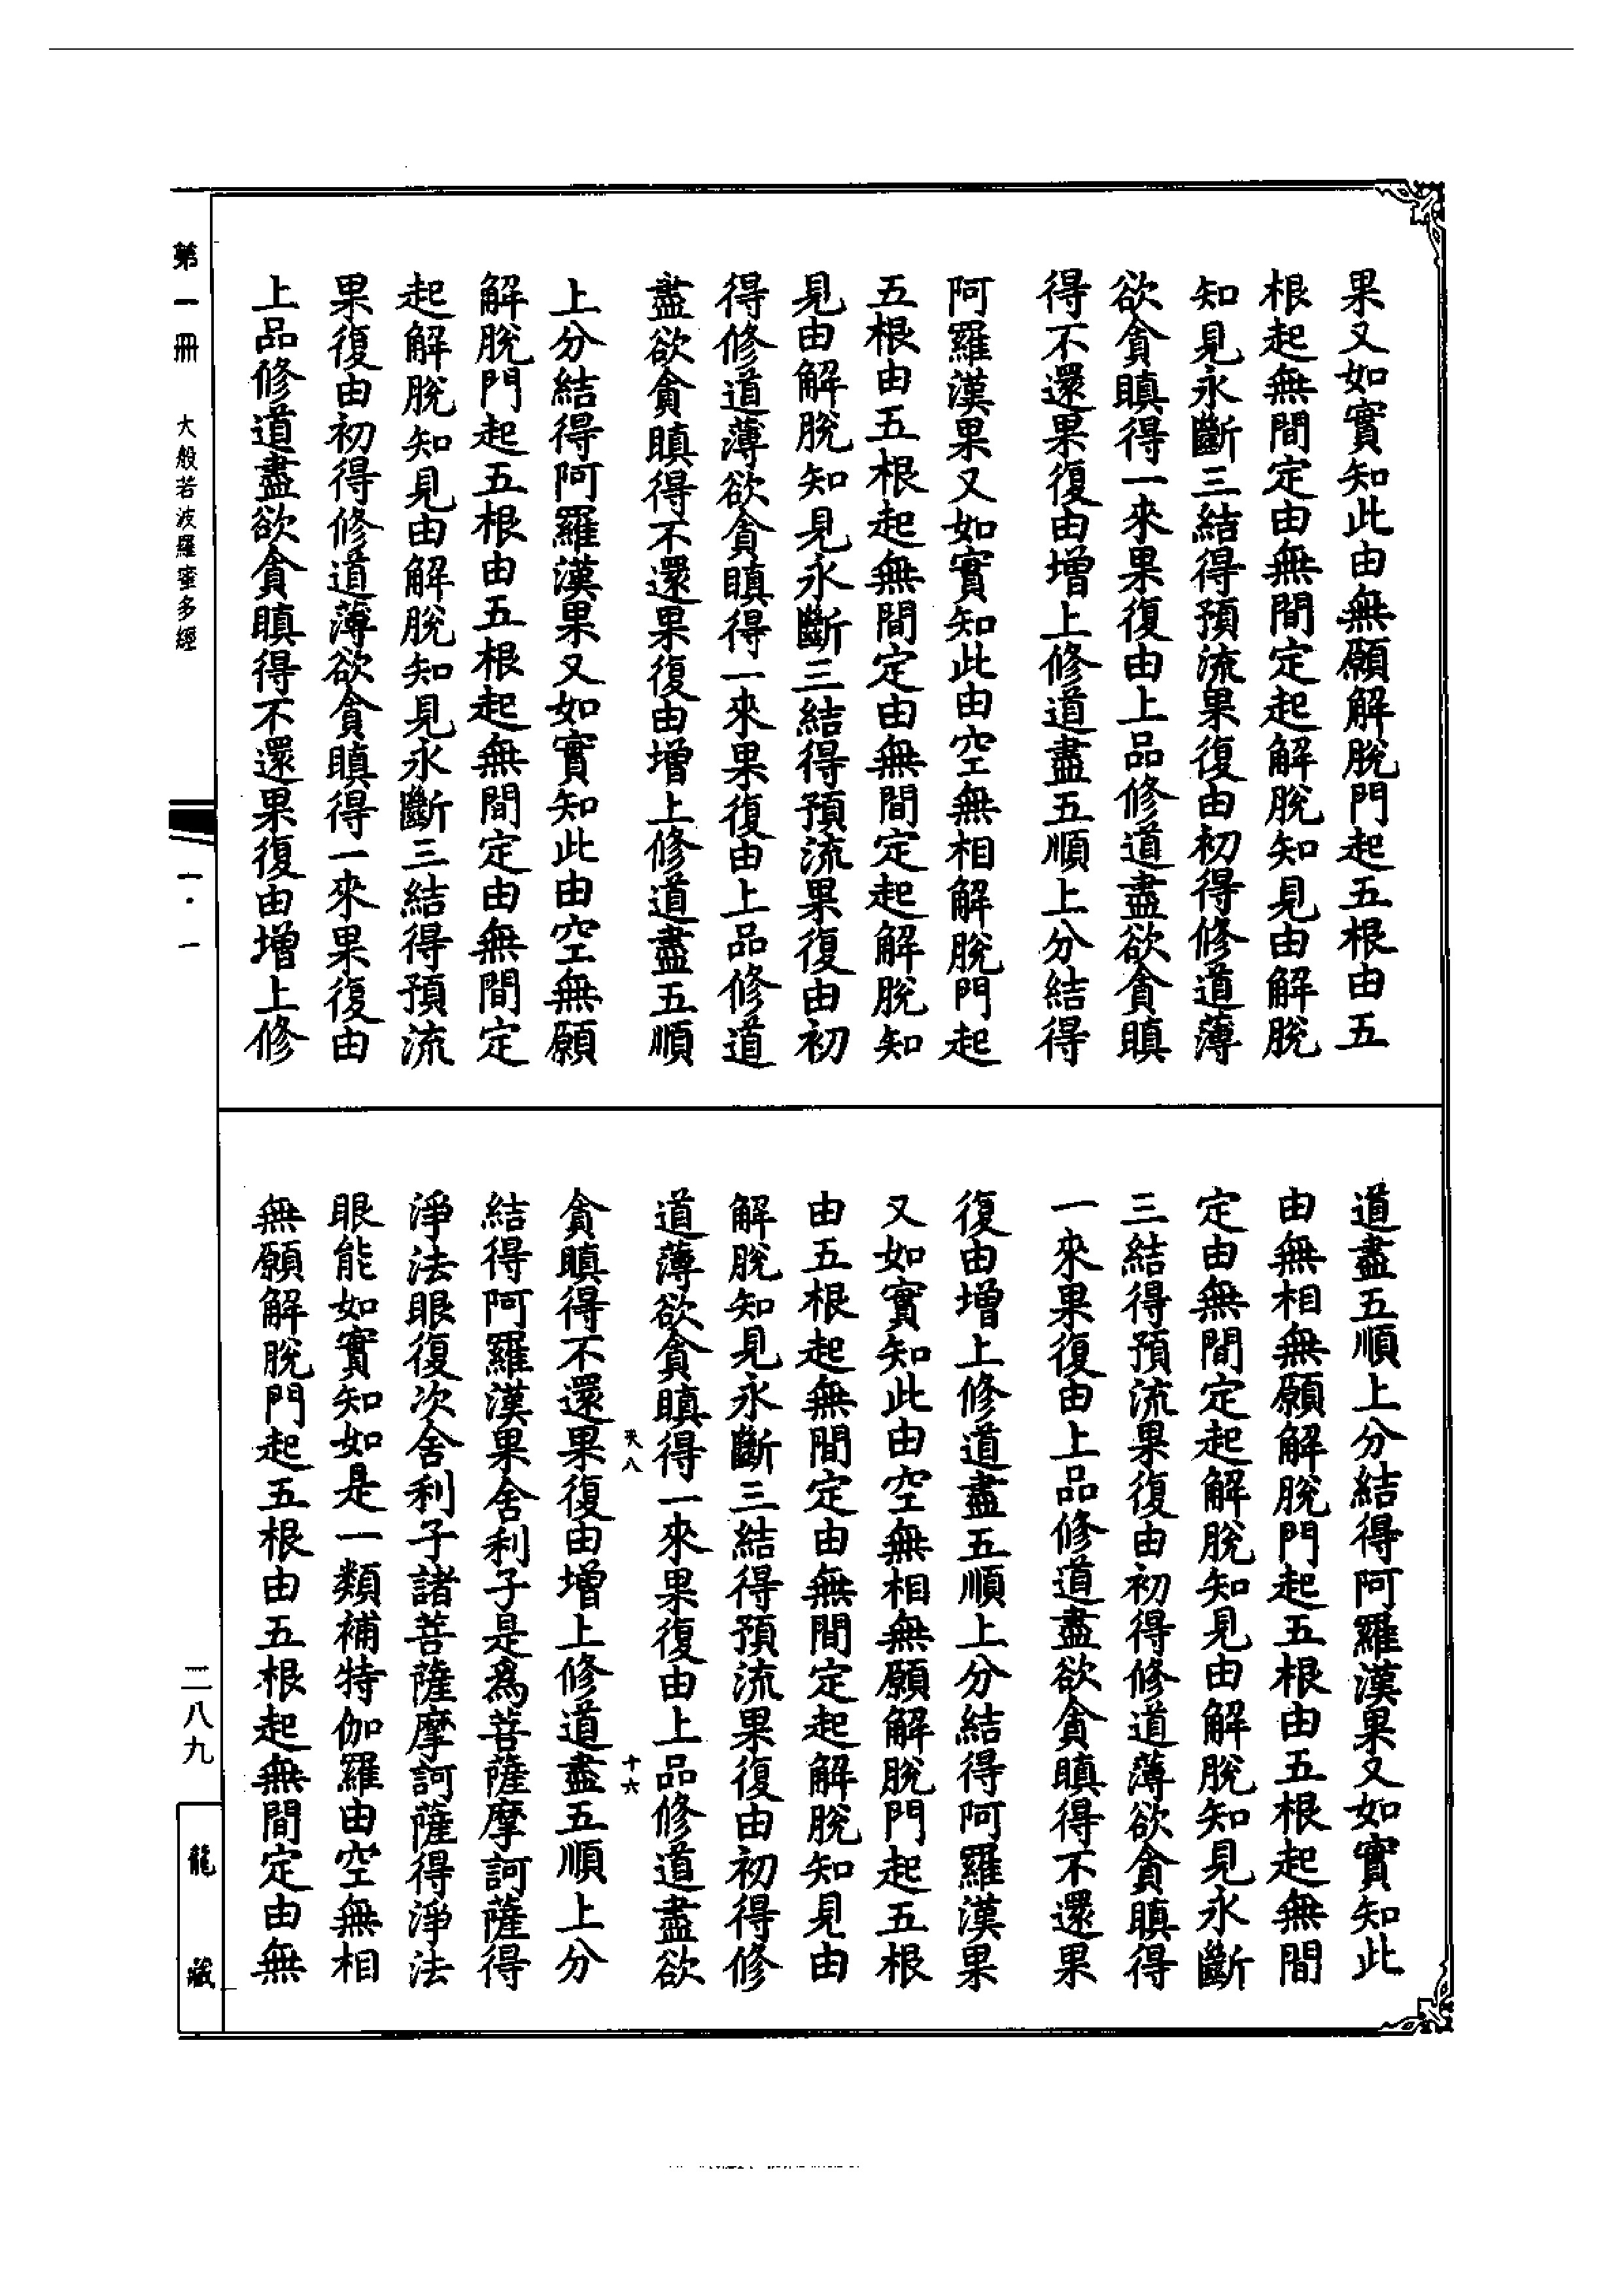 果又如實知此由無願解脫門起五根由五
根起無間定由無間定起解脫知見由解脫
知見永斷三結得預流果復由初得修道薄
欲貪瞋得一來果復由上品修道盡欲貪瞋
得不還果復由增上修道盡五順上分結得
阿羅漢果又如實知此由空無相解脫門起
五根由五根起無間定由無間定起解脫知
見由解脫知見永斷三結得預流果復由初
得修道薄欲貪瞋得一來果復由上品修道
盡欲貪瞋得不還果復由增上修道盡五順
上分結得阿羅漢果又如實知此由空無願
解脫門起五根由五根起無間定由無間定
起解脫知見由解脫知見永斷三結得預流
果復由初得修道薄欲貪瞋得一來果復由
上品修道盡欲貪瞋得不還果復由增上修
道盡五順上分結得阿羅漢果又如實知此
由無相無願解脫門起五根由五根起無間
定由無間定起解脫知見由解脫知見永斷
三結得預流果復由初得修道薄欲貪瞋得
一來果復由上品修道盡欲貪瞋得不還果
復由增上修道盡五順上分結得阿羅漢果
又如實知此由空無相無願解脫門起五根
由五根起無間定由無間定起解脫知見由
解脫知見永斷三結得預流果復由初得修
道薄欲貪瞋得一來果復由上品修道盡欲
八 十六
貪瞋得不還果復由增上修道盡五順上分
結得阿羅漢果舍利子是為菩薩摩訶薩得
淨法眼復次舍利子諸菩薩摩訶薩得淨法
眼能如實知如是一類補特伽羅由空無相
無願解脫門起五根由五根起無間定由無
第一冊 大般若波羅蜜多經 一·一 二八九 龍藏